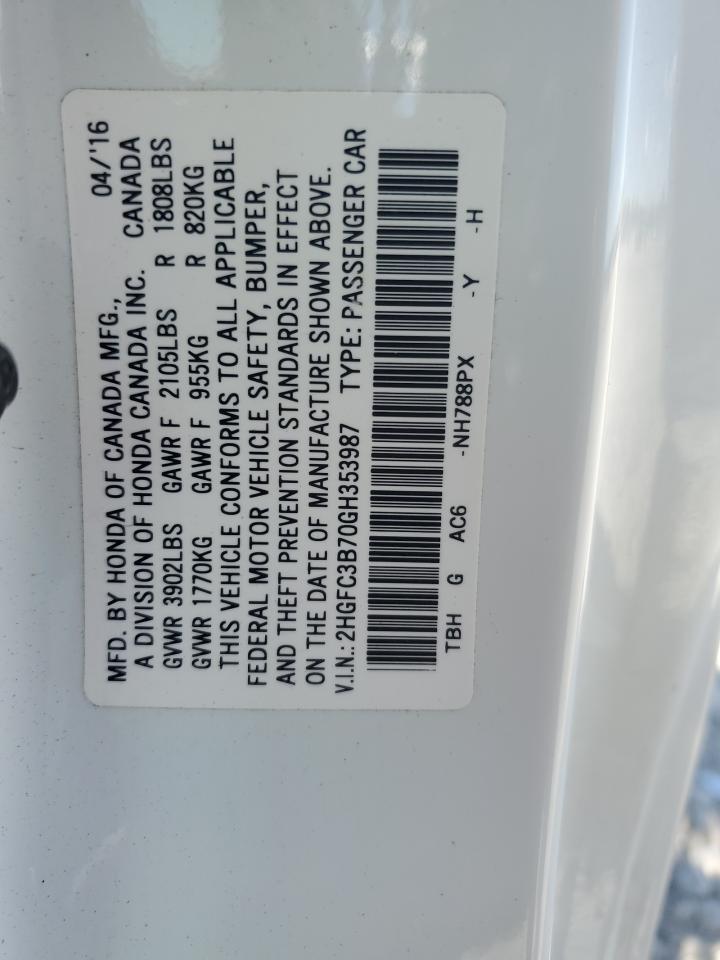 MFD. BY HONDA OF CANADA MFG., 04/'16
A DIVISION OF HONDA CANADA INC. CANADA
GVWR 3902LBS GAWR F 2105LBS R 1808LBS
GVWR 1770KG GAWR F 955KG R 820KG
THIS VEHICLE CONFORMS TO ALL APPLICABLE
FEDERAL MOTOR VEHICLE SAFETY, BUMPER,
AND THEFT PREVENTION STANDARDS IN EFFECT
ON THE DATE OF MANUFACTURE SHOWN ABOVE.
V.I.N.: 2HGFC3B70GH353987 TYPE: PASSENGER CAR
TBH G AC6 -NH788PX -Y -H